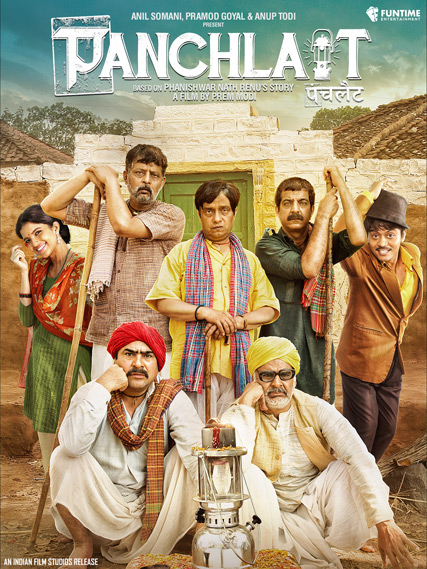 FUNTIME
ENTERTAINMENT
ANIL SOMANI, PRAMOD GOYAL & ANUP TODI
PRESENT
PANCHLAIT
पंचलैट
BASED ON PHANISHWAR NATH RENU'S STORY
A FILM BY PREM MODI
AN INDIAN FILM STUDIOS RELEASE